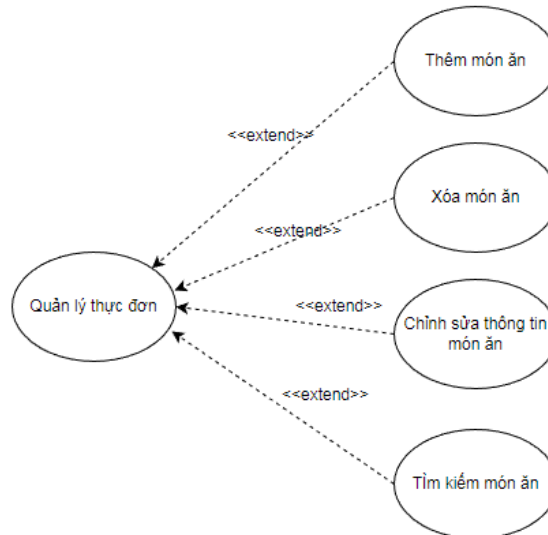 Thêm món ăn
<<extend>>
Xóa món ăn
<<extend>>
Quản lý thực đơn
<<extend>>
Chỉnh sửa thông tin
món ăn
<<extend>>
TÌm kiếm món ăn